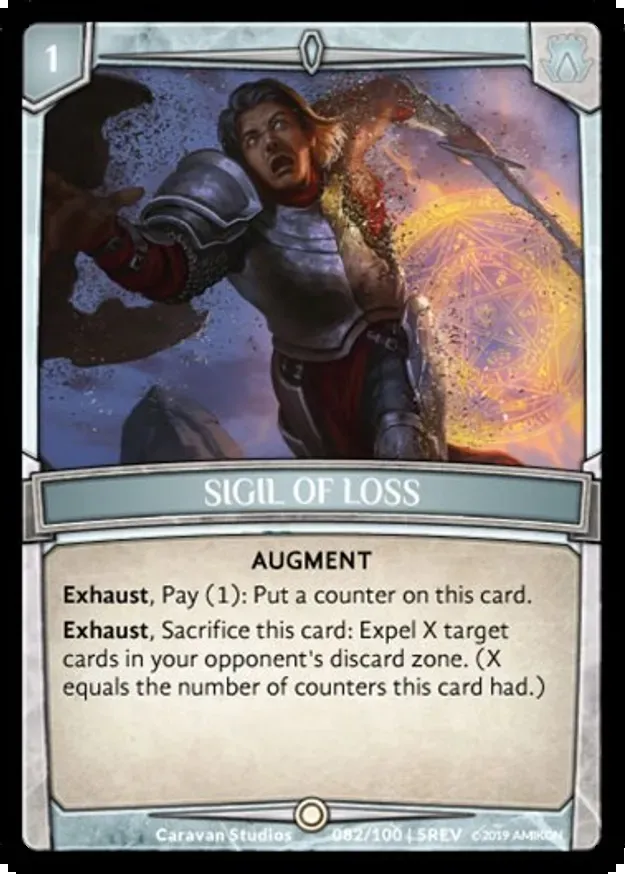 1
SIGIL OF LOSS
AUGMENT
Exhaust, Pay (1): Put a counter on this card.
Exhaust, Sacrifice this card: Expel X target
cards in your opponent's discard zone. (X
equals the number of counters this card had.)
Caravan Studios 082/100 | SREV ©2019 AMIKON